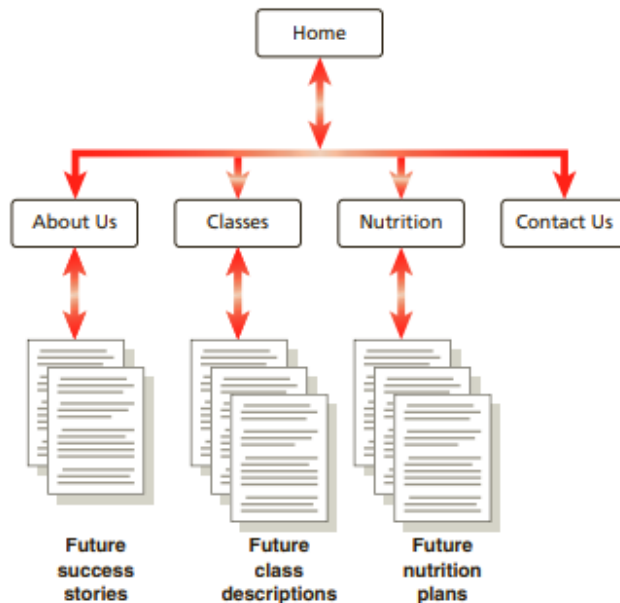 Home
About Us
Classes
Nutrition
Contact Us
Future
success
stories
Future
class
descriptions
Future
nutrition
plans